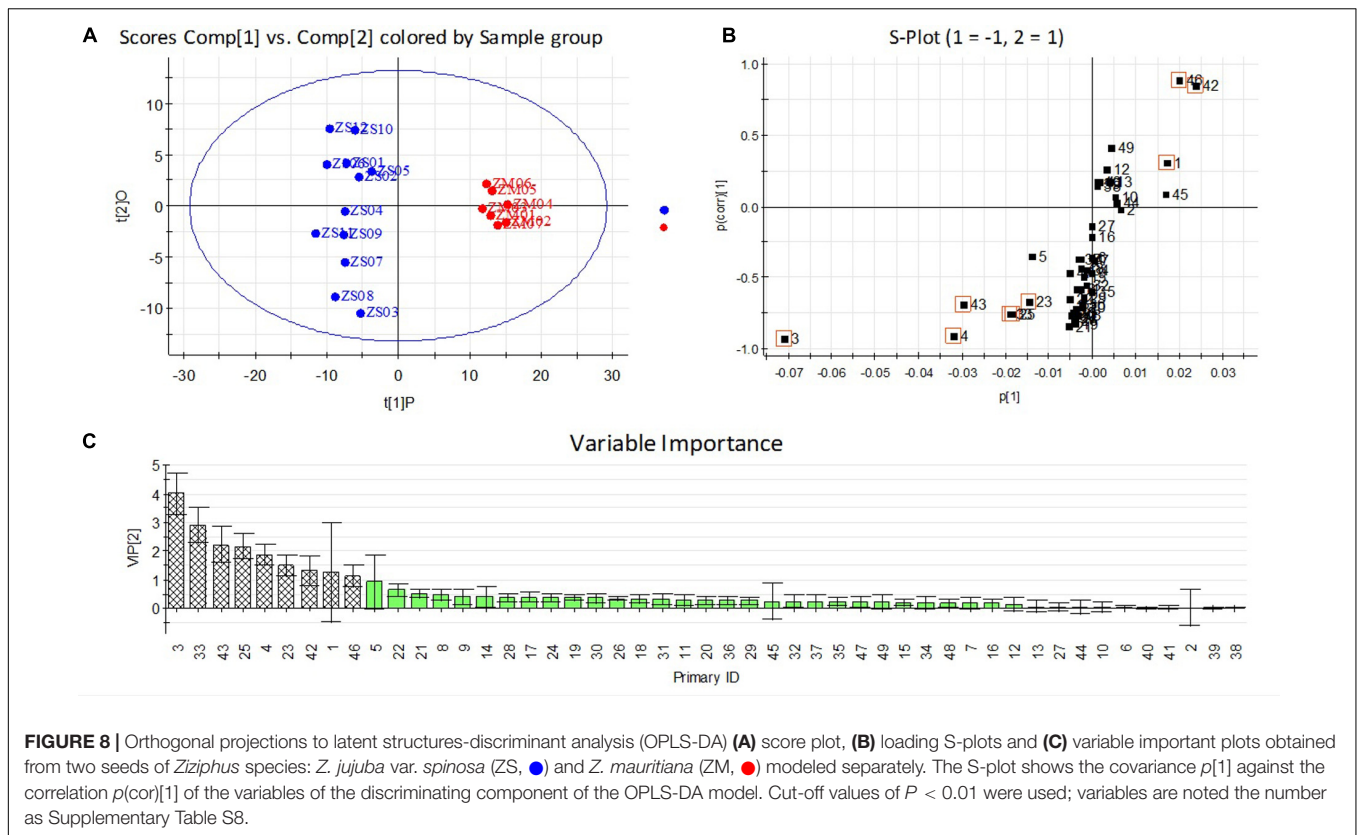 A
Scores Comp[1] vs. Comp[2] colored by Sample group
10
5
0
-5
-10
t[2]O
ZS12
ZS10
ZS06
ZS01
ZS05
ZS02
ZS04
ZS11
ZS09
ZS07
ZS08
ZS03
ZM06
ZM05
ZM04
ZM03
ZM01
ZM02
ZM07
-30 -20 -10 0 10 20 30
t[1]P
B
S-Plot (1 = -1, 2 = 1)
1.0
0.5
0.0
-0.5
-1.0
p(corr)[1]
46
42
49
12
1
13
45
10
44
2
27
16
5
43
23
25
4
3
21
-0.07 -0.06 -0.05 -0.04 -0.03 -0.02 -0.01 -0.00 0.01 0.02 0.03
p[1]
C
Variable Importance
5
4
3
2
1
0
VIP[2]
3 33 43 25 4 23 42 1 46 5 22 21 8 9 14 28 17 24 19 30 26 18 31 11 20 36 29 45 32 37 35 47 49 15 34 48 7 16 12 13 27 44 10 6 40 41 2 39 38
Primary ID
FIGURE 8 | Orthogonal projections to latent structures-discriminant analysis (OPLS-DA) (A) score plot, (B) loading S-plots and (C) variable important plots obtained
from two seeds of Ziziphus species: Z. jujuba var. spinosa (ZS, ●) and Z. mauritiana (ZM, ●) modeled separately. The S-plot shows the covariance p[1] against the
correlation p(cor)[1] of the variables of the discriminating component of the OPLS-DA model. Cut-off values of P < 0.01 were used; variables are noted the number
as Supplementary Table S8.